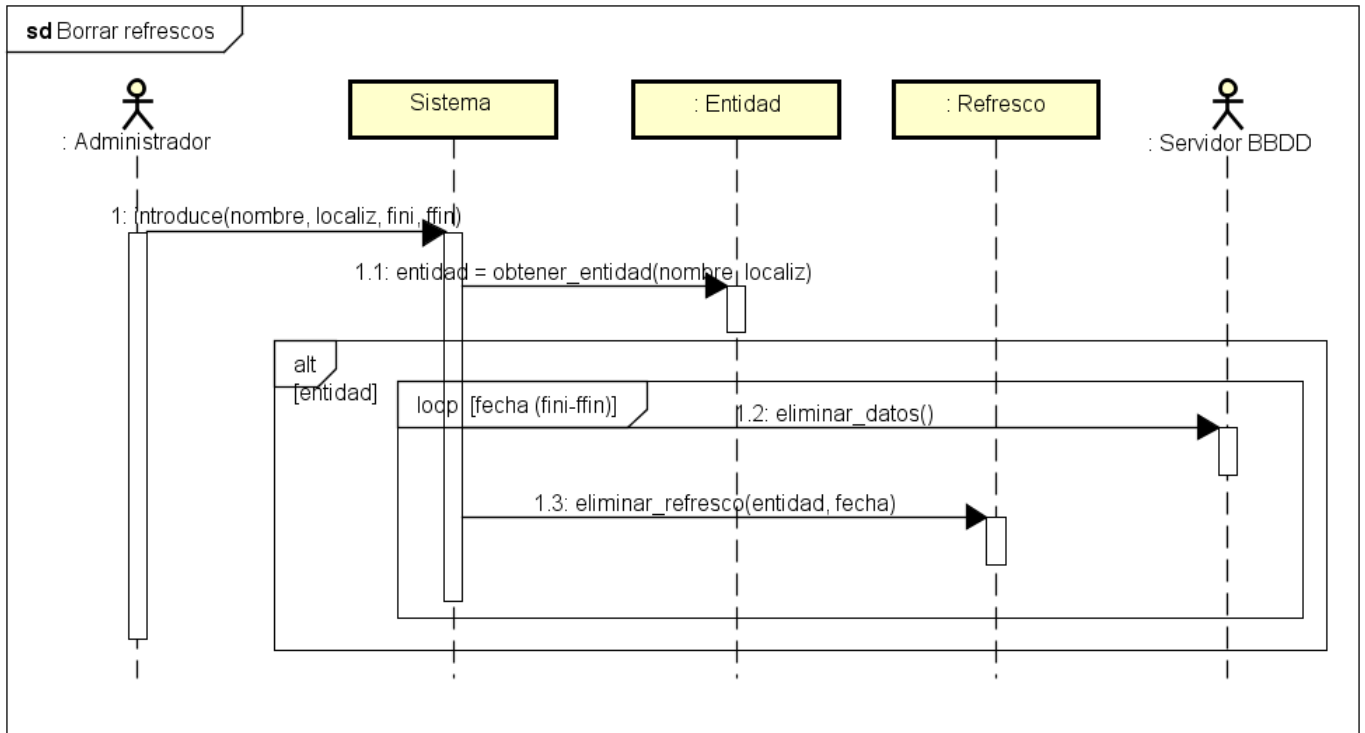 sd Borrar refrescos
: Administrador
Sistema
: Entidad
: Refresco
: Servidor BBDD
1: introduce(nombre, localiz, fini, ffin)
1.1: entidad = obtener_entidad(nombre, localiz)
alt
[entidad]
loop [fecha (fini-ffin)]
1.2: eliminar_datos()
1.3: eliminar_refresco(entidad, fecha)